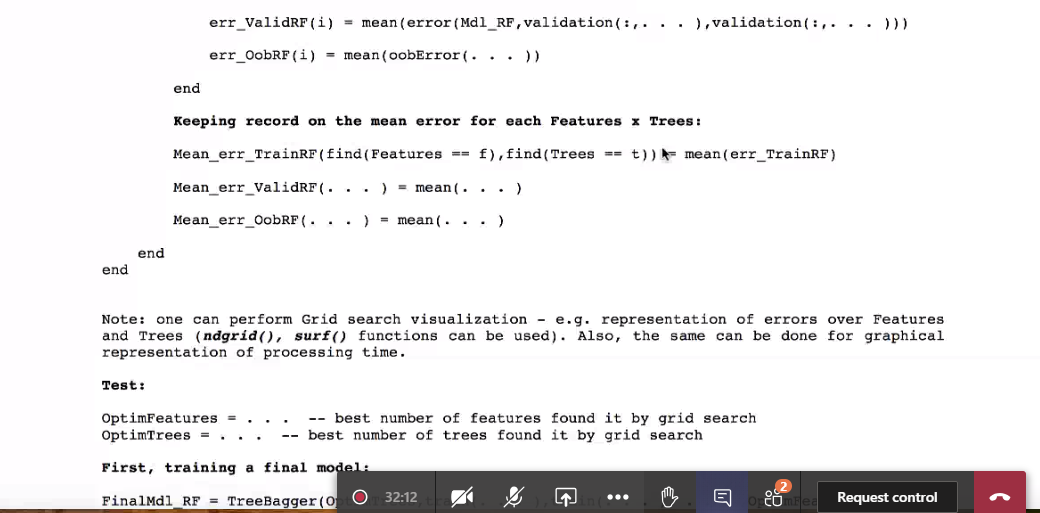 err_ValidRF(i) = mean(error(Mdl_RF,validation(:,. . . ),validation(:,. . . )))
err_OobRF(i) = mean(oobError(. . . ))
end
Keeping record on the mean error for each Features x Trees:
Mean_err_TrainRF(find(Features == f),find(Trees == t)) = mean(err_TrainRF)
Mean_err_ValidRF(. . . ) = mean(. . . )
Mean_err_OobRF(. . . ) = mean(. . . )
end
end
Note: one can perform Grid search visualization - e.g. representation of errors over Features
and Trees (ndgrid(), surf() functions can be used). Also, the same can be done for graphical
representation of processing time.
Test:
OptimFeatures = . . . -- best number of features found it by grid search
OptimTrees = . . . -- best number of trees found it by grid search
First, training a final model:
FinalMdl_RF = TreeBagger(
32:12
2
Request control